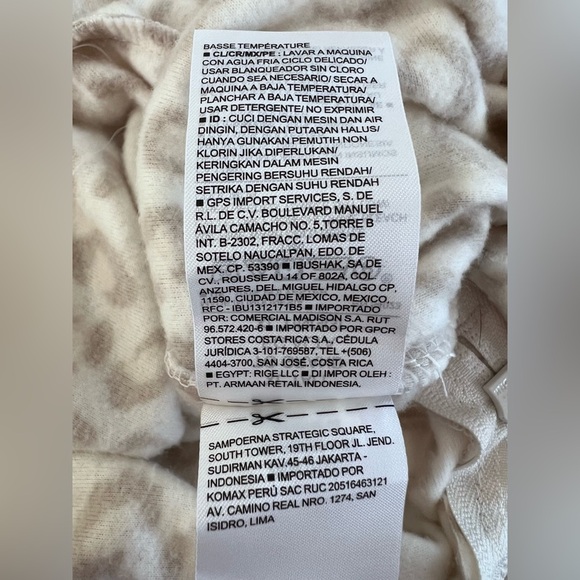 BASSE TEMPÉRATURE
■ CL/CR/MX/PE : LAVAR A MAQUINA
CON AGUA FRIA CICLO DELICADO/
USAR BLANQUEADOR SIN CLORO
CUANDO SEA NECESARIO/ SECAR A
MAQUINA A BAJA TEMPERATURA/
PLANCHAR A BAJA TEMPERATURA/
USAR DETERGENTE/ NO EXPRIMIR
■ ID : CUCI DENGAN MESIN DAN AIR
DINGIN, DENGAN PUTARAN HALUS/
HANYA GUNAKAN PEMUTIH NON
KLORIN JIKA DIPERLUKAN/
KERINGKAN DALAM MESIN
PENGERING BERSUHU RENDAH/
SETRIKA DENGAN SUHU RENDAH
■ GPS IMPORT SERVICES, S. DE
R.L. DE C.V. BOULEVARD MANUEL
ÁVILA CAMACHO NO. 5,TORRE B
INT. B-2302, FRACC. LOMAS DE
SOTELO NAUCALPAN, EDO. DE
MEX. CP. 53390 ■ IBUSHAK, SA DE
CV., ROUSSEAU 14 OF 802A, COL
ANZURES, DEL. MIGUEL HIDALGO CP.
11590, CIUDAD DE MEXICO, MEXICO,
RFC - IBU1312171B5 ■ IMPORTADO
POR: COMERCIAL MADISON S.A. RUT
96.572.420-6 ■ IMPORTADO POR GPCR
STORES COSTA RICA S.A., CÉDULA
JURÍDICA 3-101-769587, TEL +(506)
4404-3700, SAN JOSÉ, COSTA RICA
■ EGYPT: RIGE LLC ■ DI IMPOR OLEH :
PT. ARMAAN RETAIL INDONESIA,
SAMPOERNA STRATEGIC SQUARE,
SOUTH TOWER, 19TH FLOOR JL. JEND.
SUDIRMAN KAV.45-46 JAKARTA -
INDONESIA ■ IMPORTADO POR
KOMAX PERÚ SAC RUC 20516463121
AV. CAMINO REAL NRO. 1274, SAN
ISIDRO, LIMA